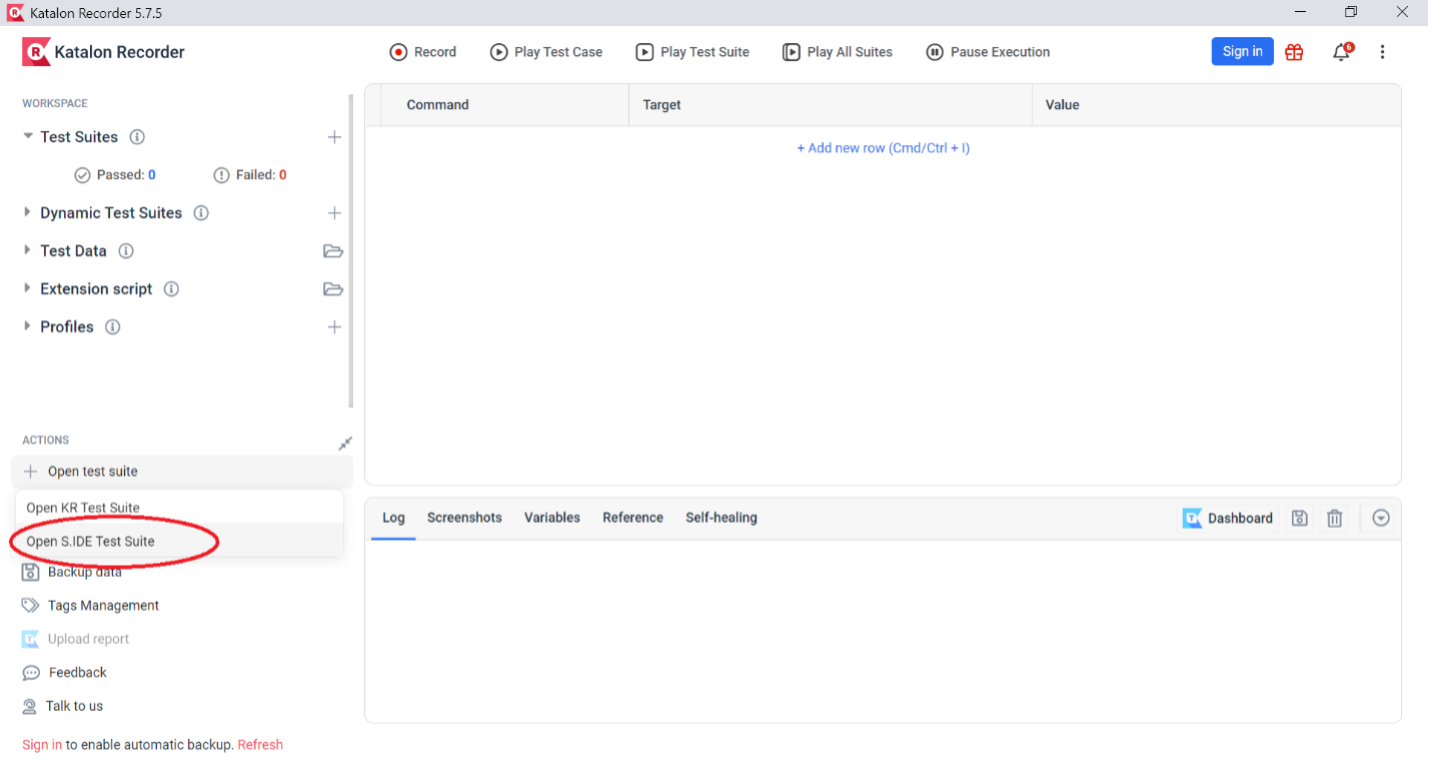 Katalon Recorder 5.7.5
Katalon Recorder
Record Play Test Case Play Test Suite Play All Suites Pause Execution Sign in 6
WORKSPACE
Test Suites
Passed: 0 Failed: 0
Dynamic Test Suites
Test Data
Extension script
Profiles
Command Target Value
+ Add new row (Cmd/Ctrl + I)
ACTIONS
Open test suite
Open KR Test Suite
Open S.IDE Test Suite
Backup data
Tags Management
Upload report
Feedback
Talk to us
Sign in to enable automatic backup. Refresh
Log Screenshots Variables Reference Self-healing Dashboard